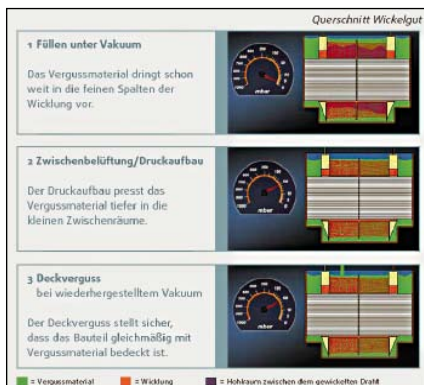 Querschnitt Wickelgut
1 Füllen unter Vakuum
Das Vergussmaterial dringt schon
weit in die feinen Spalten der
Wicklung vor.
mbar
2 Zwischenbelüftung/Druckaufbau
Der Druckaufbau presst das
Vergussmaterial tiefer in die
kleinen Zwischenräume.
mbar
3 Deckverguss
bei wiederhergestelltem Vakuum
Der Deckverguss stellt sicher,
dass das Bauteil gleichmäßig mit
Vergussmaterial bedeckt ist.
mbar
= Vergussmaterial = Wicklung = Hohlraum zwischen dem gewickelten Draht